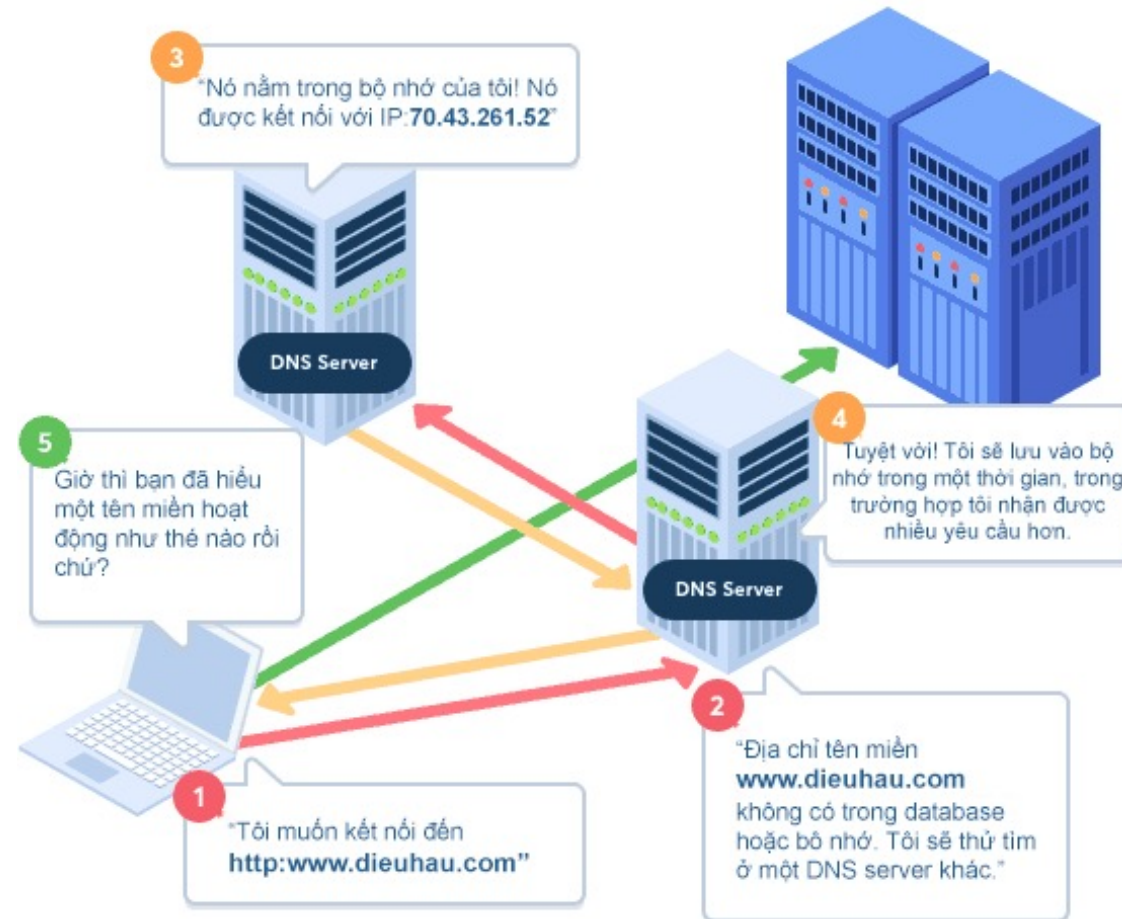 3
"Nó nằm trong bộ nhớ của tôi! Nó
được kết nối với IP:70.43.261.52"
DNS Server
5
Giờ thì bạn đã hiểu
một tên miền hoạt
động như thé nào rồi
chứ?
4
Tuyệt vời! Tôi sẽ lưu vào bộ
nhớ trong một thời gian, trong
trường hợp tôi nhận được
nhiều yêu cầu hơn.
DNS Server
2
"Địa chỉ tên miền
www.dieuhau.com
không có trong database
hoặc bô nhớ. Tôi sẽ thử tìm
ở một DNS server khác."
1
"Tôi muốn kết nối đến
http:www.dieuhau.com"